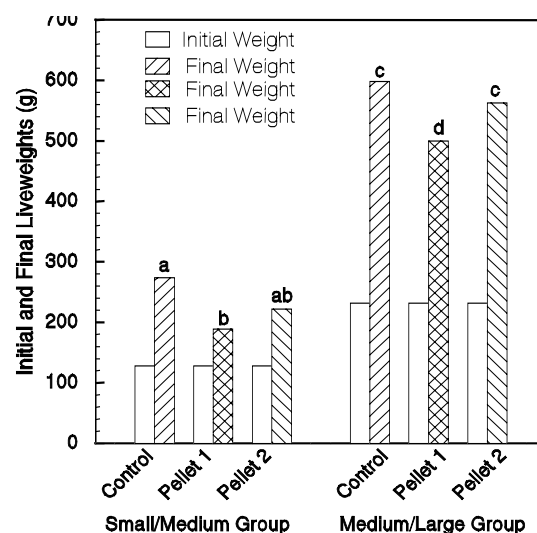 700
600
500
400
300
200
100
0
Initial and Final Liveweights (g)
Initial Weight
Final Weight
Final Weight
Final Weight
a
b
ab
c
d
c
Control
Pellet 1
Pellet 2
Control
Pellet 1
Pellet 2
Small/Medium Group
Medium/Large Group